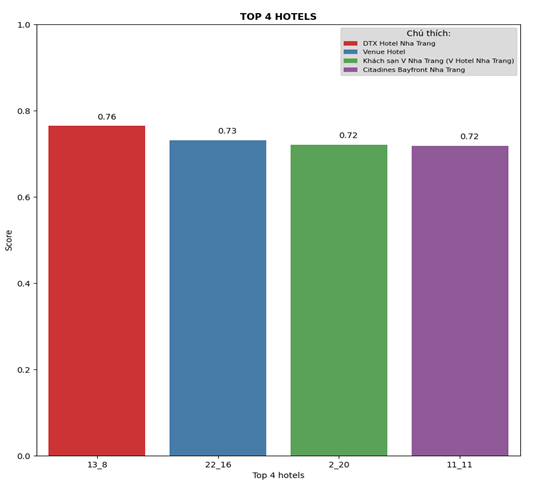 TOP 4 HOTELS
Chú thích:
DTX Hotel Nha Trang
Venue Hotel
Khách sạn V Nha Trang (V Hotel Nha Trang)
Citadines Bayfront Nha Trang
1.0
0.8
0.6
0.4
0.2
0.0
Score
0.76
0.73
0.72
0.72
13_8
22_16
2_20
11_11
Top 4 hotels